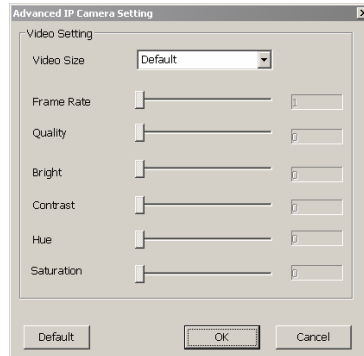 Advanced IP Camera Setting
Video Setting
Video Size Default
Frame Rate 1
Quality 0
Bright 0
Contrast 0
Hue 0
Saturation 0
Default OK Cancel